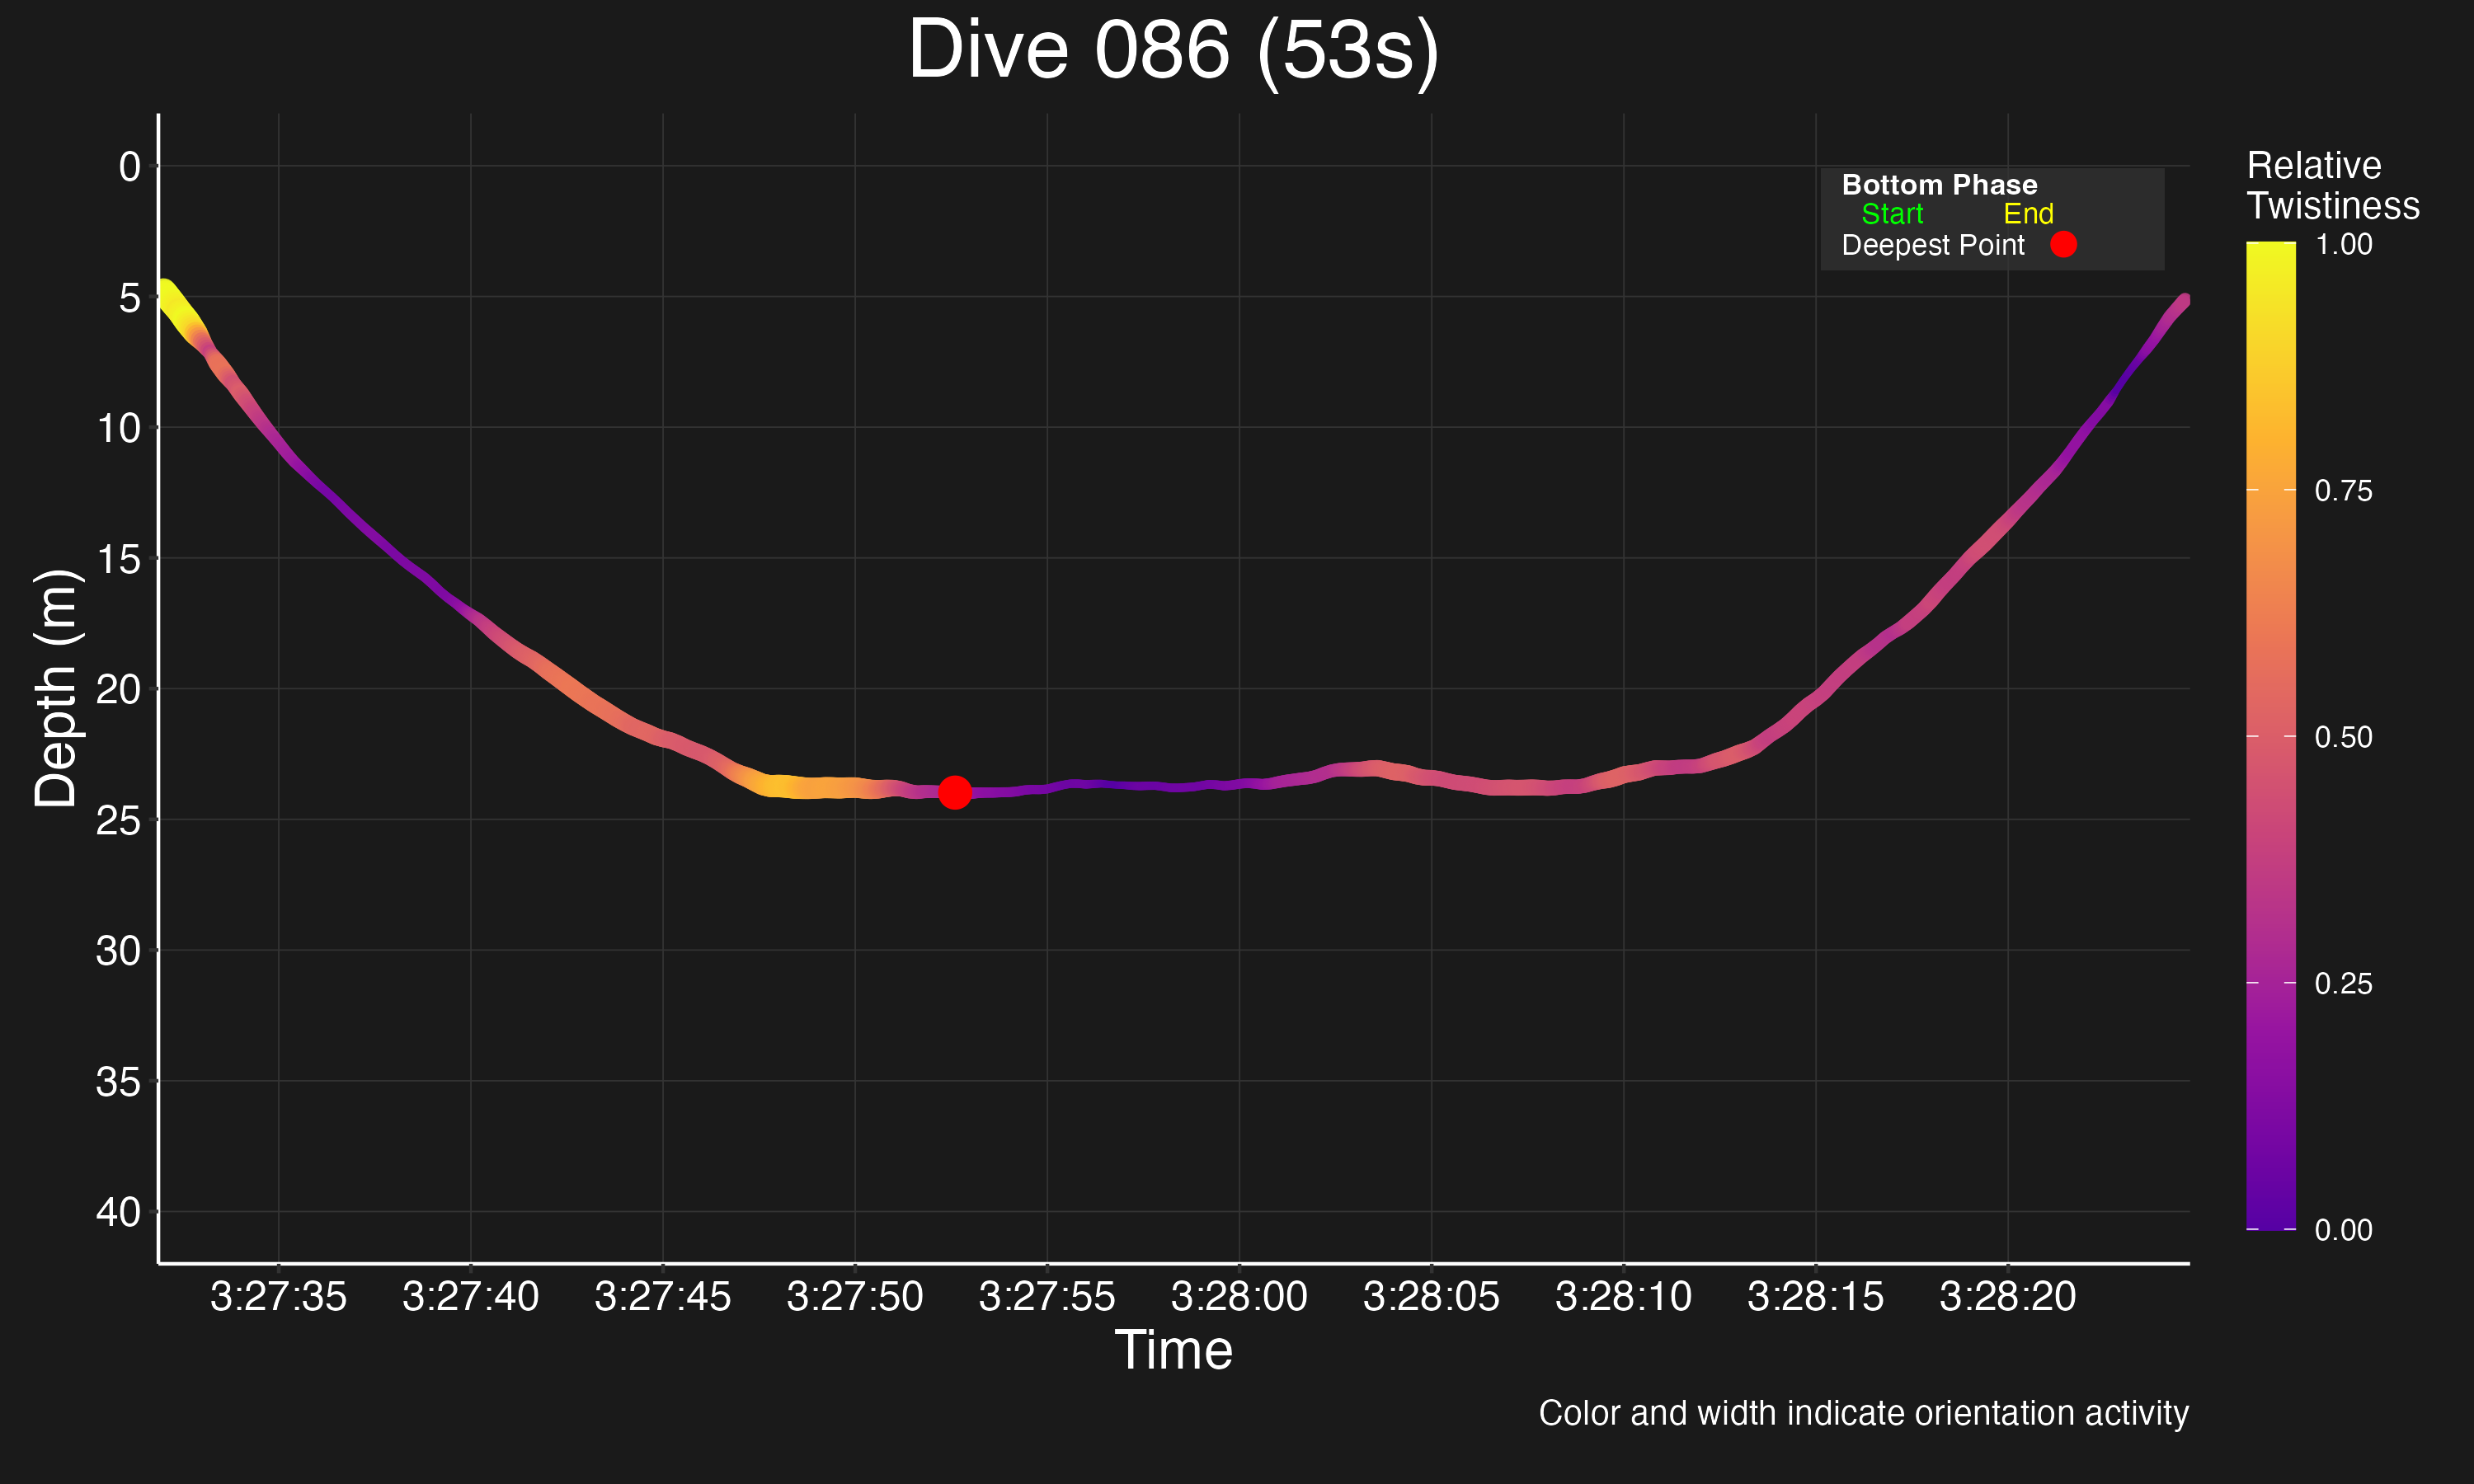 Dive 086 (53s)
Depth (m)
0
5
10
15
20
25
30
35
40
Bottom Phase
Start End
Deepest Point
Relative
Twistiness
1.00
0.75
0.50
0.25
0.00
3:27:35 3:27:40 3:27:45 3:27:50 3:27:55 3:28:00 3:28:05 3:28:10 3:28:15 3:28:20
Time
Color and width indicate orientation activity